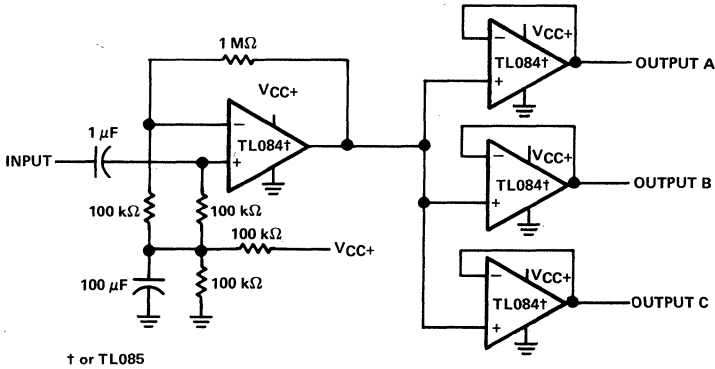 1 MΩ
VCC+
−
TL084†
+
1 µF
INPUT
100 kΩ
100 kΩ
100 kΩ
VCC+
100 µF
100 kΩ
VCC+
−
TL084†
+
OUTPUT A
VCC+
−
TL084†
+
OUTPUT B
VCC+
−
TL084†
+
OUTPUT C
† or TL085